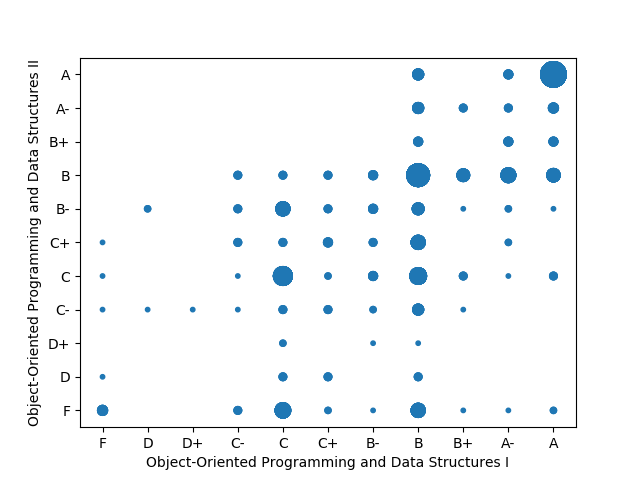 Object-Oriented Programming and Data Structures II
A
A-
B+
B
B-
C+
C
C-
D+
D
F
F D D+ C- C C+ B- B B+ A- A
Object-Oriented Programming and Data Structures I